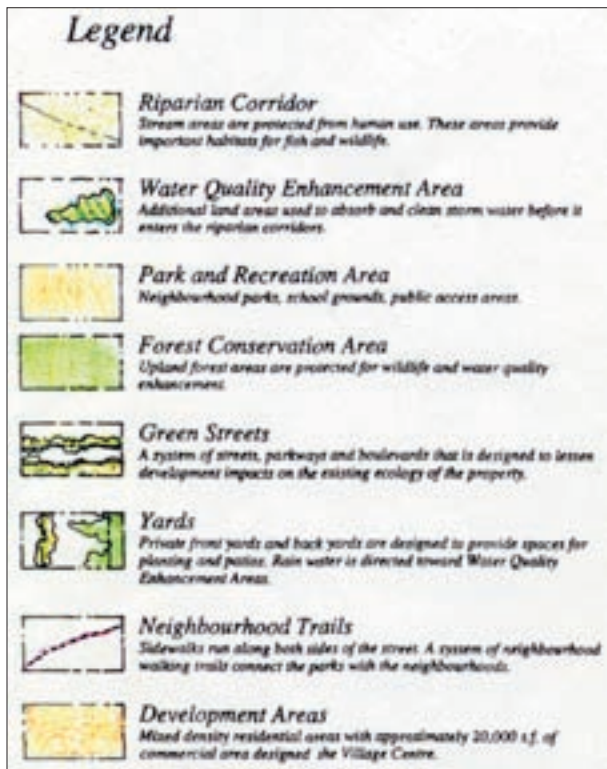 Legend
Riparian Corridor
Stream areas are protected from human use. These areas provide
important habitats for fish and wildlife.
Water Quality Enhancement Area
Additional land areas used to absorb and clean storm water before it
enters the riparian corridors.
Park and Recreation Area
Neighbourhood parks, school grounds, public access areas.
Forest Conservation Area
Upland forest areas are protected for wildlife and water quality
enhancement.
Green Streets
A system of streets, parkways and boulevards that is designed to lessen
development impacts on the existing ecology of the property.
Yards
Private front yards and back yards are designed to provide spaces for
planting and patios. Rain water is directed toward Water Quality
Enhancement Areas.
Neighbourhood Trails
Sidewalks run along both sides of the street. A system of neighbourhood
walking trails connect the parks with the neighbourhoods.
Development Areas
Mixed density residential areas with approximately 20,000 s.f. of
commercial area designed the Village Centre.